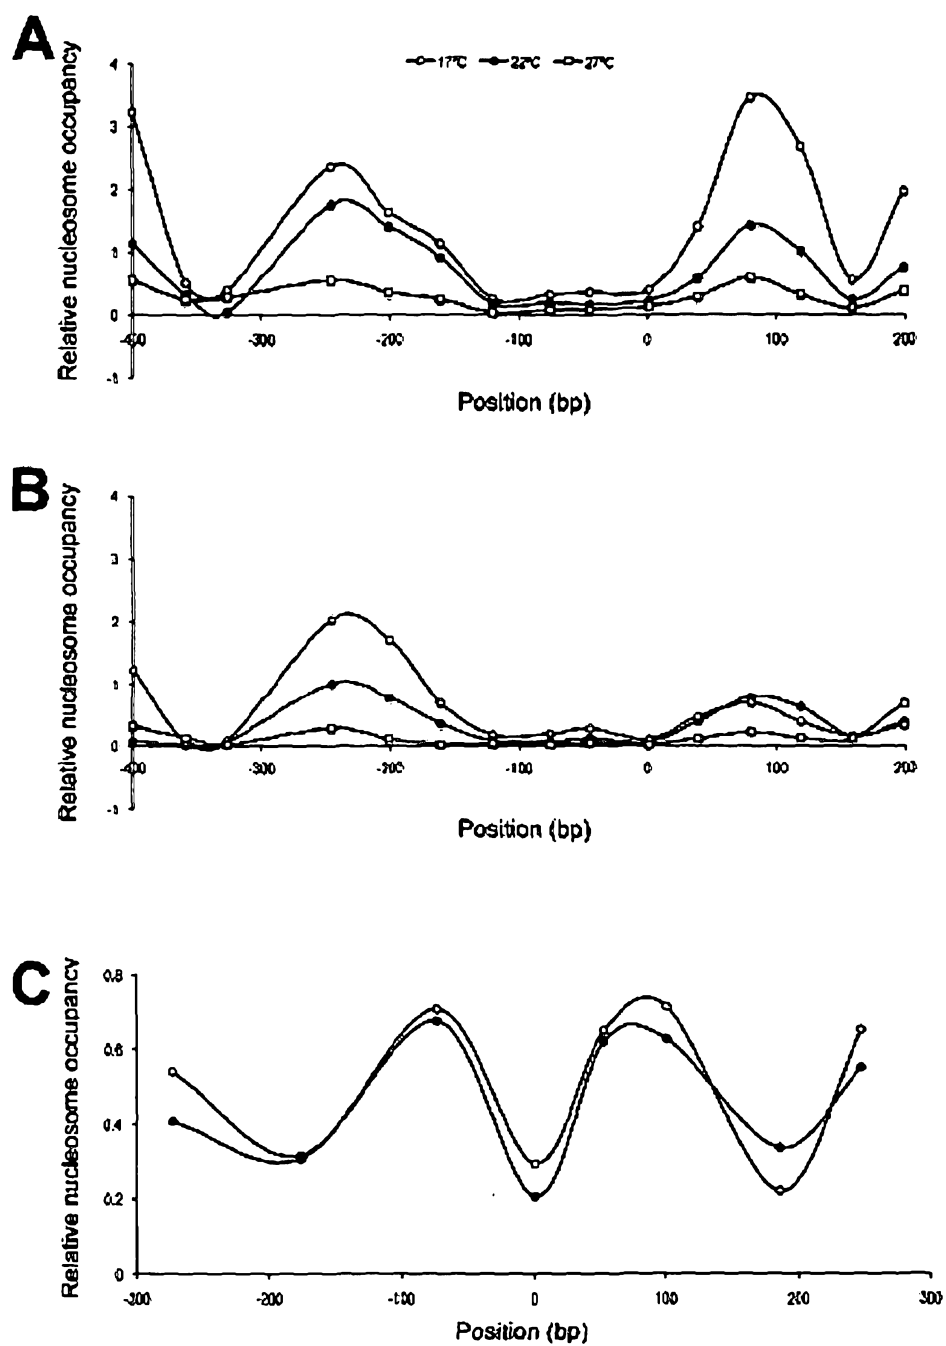 A
Relative nucleosome occupancy
17°C 22°C 27°C
4
3
2
1
0
-400 -300 -200 -100 0 100 200
-1
Position (bp)
B
Relative nucleosome occupancy
4
3
2
1
0
-400 -300 -200 -100 0 100 200
-1
Position (bp)
C
Relative nucleosome occupancy
0.8
0.6
0.4
0.2
0
-300 -200 -100 0 100 200 300
Position (bp)